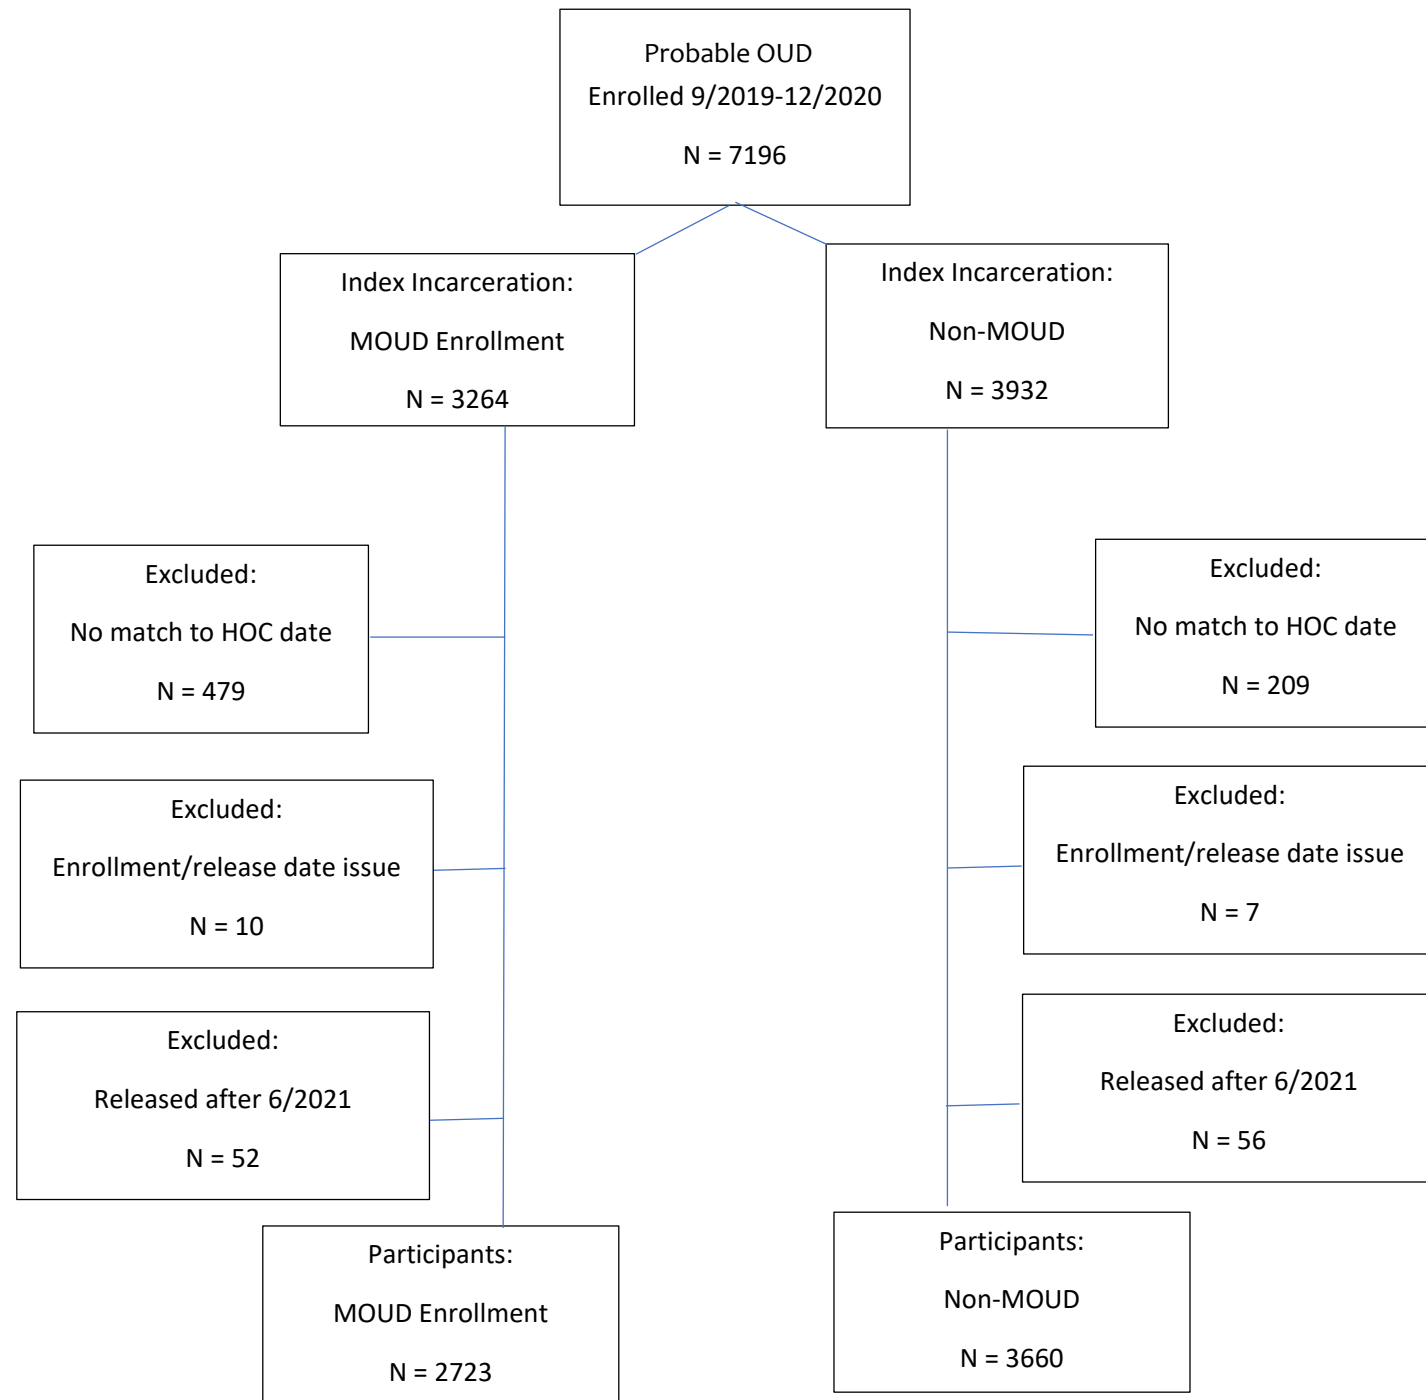 Probable OUD
Enrolled 9/2019-12/2020
N = 7196
Index Incarceration:
MOUD Enrollment
N = 3264
Index Incarceration:
Non-MOUD
N = 3932
Excluded:
No match to HOC date
N = 479
Excluded:
No match to HOC date
N = 209
Excluded:
Enrollment/release date issue
N = 10
Excluded:
Enrollment/release date issue
N = 7
Excluded:
Released after 6/2021
N = 52
Excluded:
Released after 6/2021
N = 56
Participants:
MOUD Enrollment
N = 2723
Participants:
Non-MOUD
N = 3660